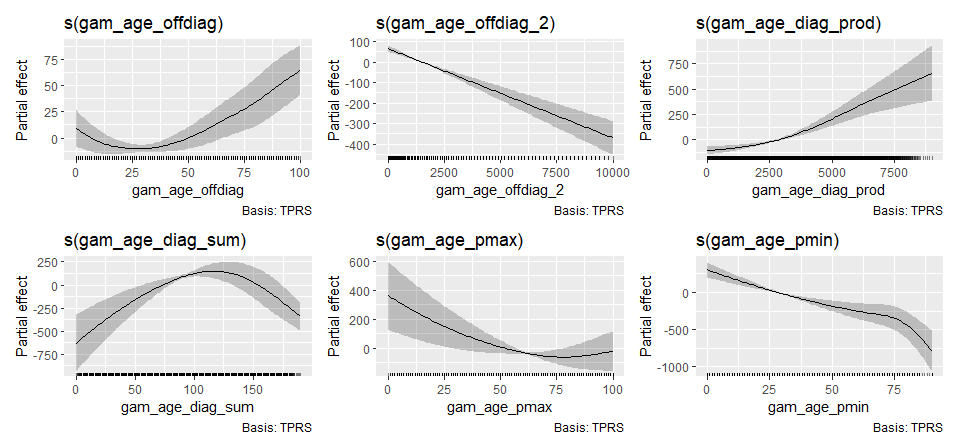 s(gam_age_offdiag)
Partial effect
75
50
25
0
0 25 50 75 100
gam_age_offdiag
Basis: TPRS
s(gam_age_offdiag_2)
Partial effect
100
0
-100
-200
-300
-400
0 2500 5000 7500 10000
gam_age_offdiag_2
Basis: TPRS
s(gam_age_diag_prod)
Partial effect
750
500
250
0
0 2500 5000 7500
gam_age_diag_prod
Basis: TPRS
s(gam_age_diag_sum)
Partial effect
250
0
-250
-500
-750
0 50 100 150
gam_age_diag_sum
Basis: TPRS
s(gam_age_pmax)
Partial effect
600
400
200
0
0 25 50 75 100
gam_age_pmax
Basis: TPRS
s(gam_age_pmin)
Partial effect
0
-500
-1000
0 25 50 75
gam_age_pmin
Basis: TPRS